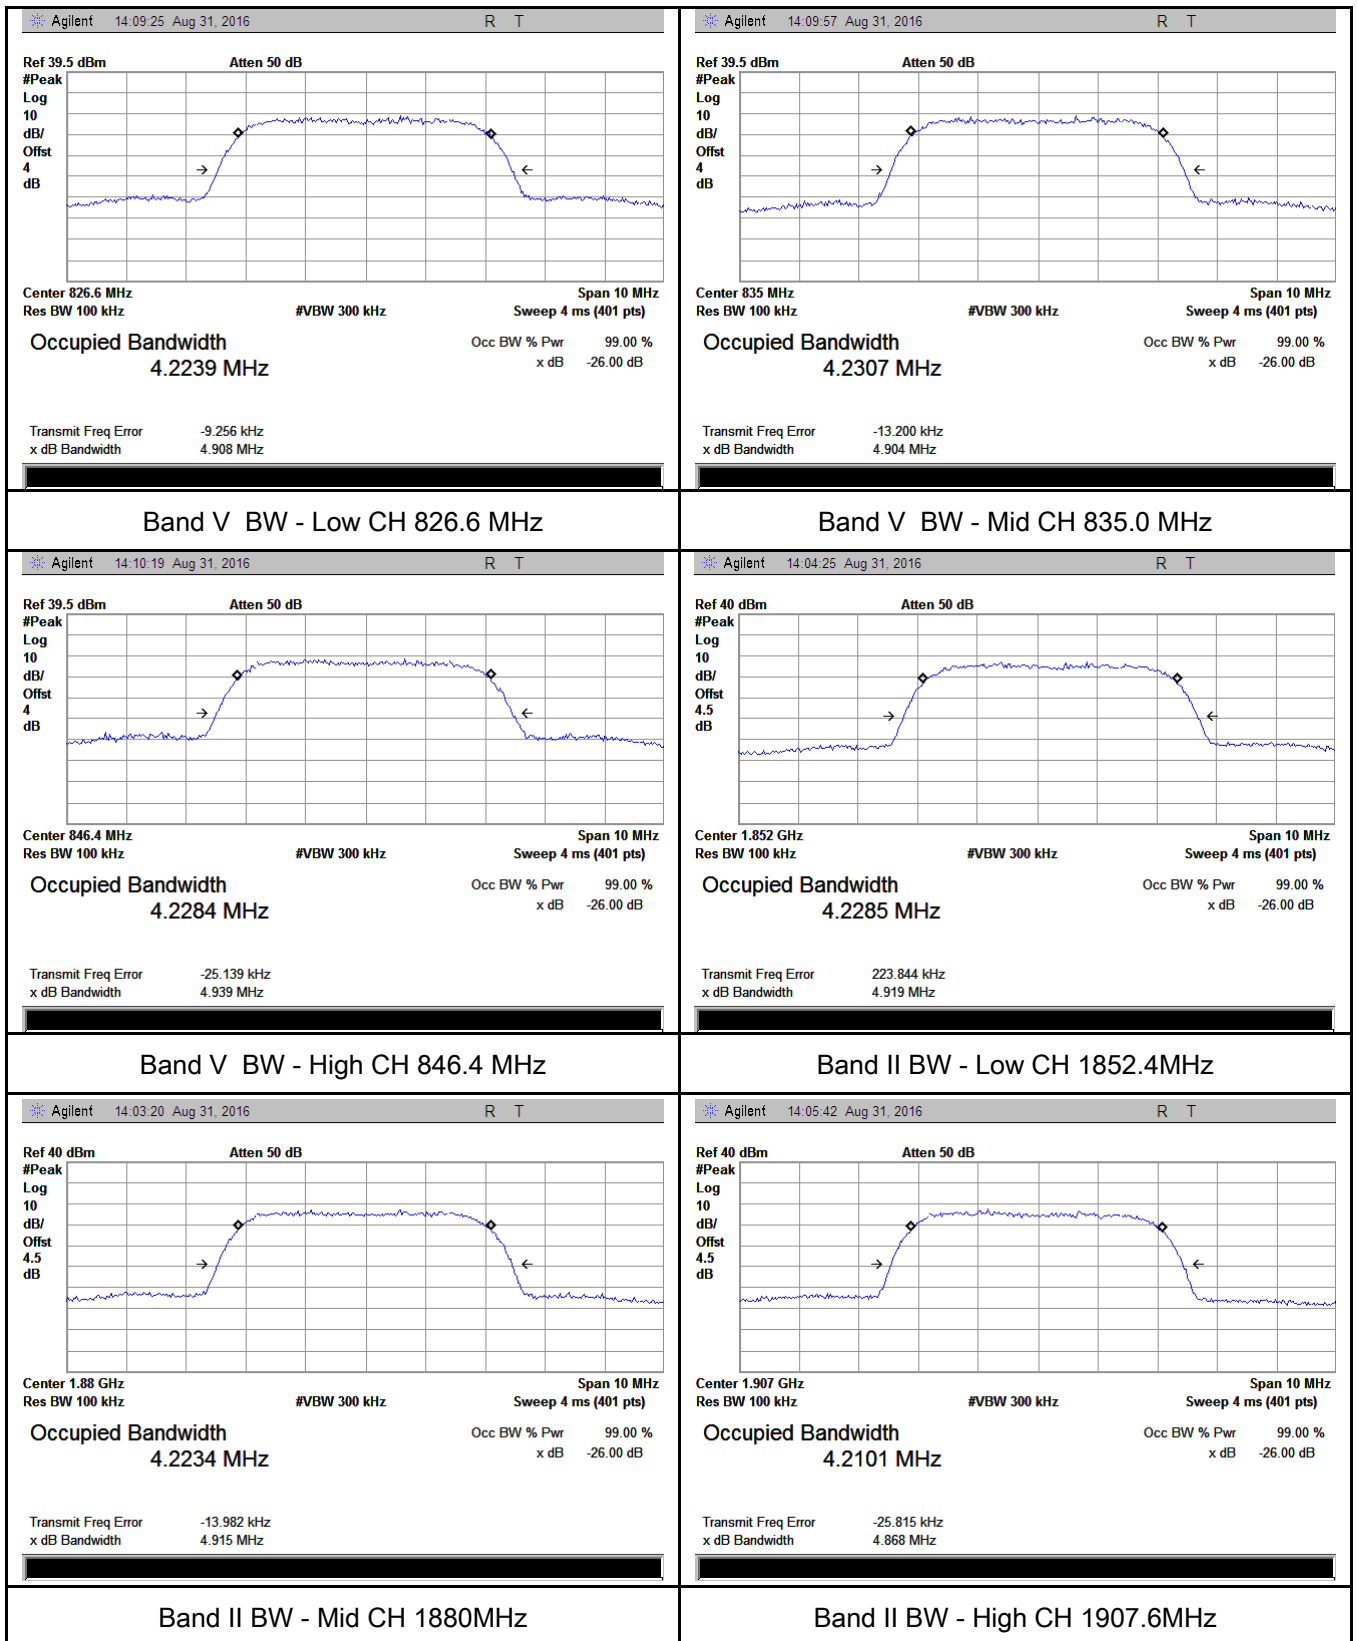 Agilent 14:09:25 Aug 31, 2016 R T
Ref 39.5 dBm Atten 50 dB
#Peak
Log
10
dB/
Offst
4
dB
Center 826.6 MHz Span 10 MHz
Res BW 100 kHz #VBW 300 kHz Sweep 4 ms (401 pts)
Occupied Bandwidth Occ BW % Pwr 99.00 %
4.2239 MHz x dB -26.00 dB
Transmit Freq Error -9.256 kHz
x dB Bandwidth 4.908 MHz
Band V BW - Low CH 826.6 MHz
Agilent 14:09:57 Aug 31, 2016 R T
Ref 39.5 dBm Atten 50 dB
#Peak
Log
10
dB/
Offst
4
dB
Center 835 MHz Span 10 MHz
Res BW 100 kHz #VBW 300 kHz Sweep 4 ms (401 pts)
Occupied Bandwidth Occ BW % Pwr 99.00 %
4.2307 MHz x dB -26.00 dB
Transmit Freq Error -13.200 kHz
x dB Bandwidth 4.904 MHz
Band V BW - Mid CH 835.0 MHz
Agilent 14:10:19 Aug 31, 2016 R T
Ref 39.5 dBm Atten 50 dB
#Peak
Log
10
dB/
Offst
4
dB
Center 846.4 MHz Span 10 MHz
Res BW 100 kHz #VBW 300 kHz Sweep 4 ms (401 pts)
Occupied Bandwidth Occ BW % Pwr 99.00 %
4.2284 MHz x dB -26.00 dB
Transmit Freq Error -25.139 kHz
x dB Bandwidth 4.939 MHz
Band V BW - High CH 846.4 MHz
Agilent 14:04:25 Aug 31, 2016 R T
Ref 40 dBm Atten 50 dB
#Peak
Log
10
dB/
Offst
4.5
dB
Center 1.852 GHz Span 10 MHz
Res BW 100 kHz #VBW 300 kHz Sweep 4 ms (401 pts)
Occupied Bandwidth Occ BW % Pwr 99.00 %
4.2285 MHz x dB -26.00 dB
Transmit Freq Error 223.844 kHz
x dB Bandwidth 4.919 MHz
Band II BW - Low CH 1852.4MHz
Agilent 14:03:20 Aug 31, 2016 R T
Ref 40 dBm Atten 50 dB
#Peak
Log
10
dB/
Offst
4.5
dB
Center 1.88 GHz Span 10 MHz
Res BW 100 kHz #VBW 300 kHz Sweep 4 ms (401 pts)
Occupied Bandwidth Occ BW % Pwr 99.00 %
4.2234 MHz x dB -26.00 dB
Transmit Freq Error -13.982 kHz
x dB Bandwidth 4.915 MHz
Band II BW - Mid CH 1880MHz
Agilent 14:05:42 Aug 31, 2016 R T
Ref 40 dBm Atten 50 dB
#Peak
Log
10
dB/
Offst
4.5
dB
Center 1.907 GHz Span 10 MHz
Res BW 100 kHz #VBW 300 kHz Sweep 4 ms (401 pts)
Occupied Bandwidth Occ BW % Pwr 99.00 %
4.2101 MHz x dB -26.00 dB
Transmit Freq Error -25.815 kHz
x dB Bandwidth 4.868 MHz
Band II BW - High CH 1907.6MHz